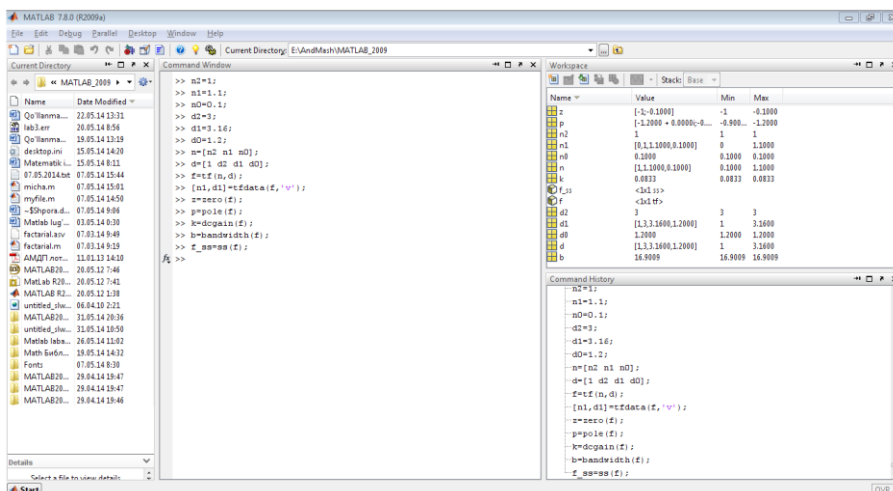 MATLAB 7.8.0 (R2009a)
File Edit Debug Parallel Desktop Window Help
Current Directory: E:\AndMash\MATLAB_2009
Current Directory
« MATLAB_2009
Name Date Modified
Qo'llanma... 22.05.14 13:31
lab3.err 20.05.14 8:56
Qo'llanma... 19.05.14 13:19
desktop.ini 15.05.14 14:20
Matematik i... 15.05.14 8:11
07.05.2014.txt 07.05.14 15:44
micha.m 07.05.14 15:01
myfile.m 07.05.14 14:50
~$Shpora.d... 07.05.14 9:06
Matlab lug'... 03.05.14 0:30
factarial.asv 07.03.14 9:49
factarial.m 07.03.14 9:19
АМДП лот... 11.01.13 14:10
MATLAB20... 20.05.12 7:46
MatLab R20... 20.05.12 7:41
MATLAB R2... 20.05.12 1:38
untitled_slw... 06.04.10 2:21
MATLAB20... 31.05.14 20:36
untitled_slw... 31.05.14 10:50
Matlab laba... 26.05.14 11:02
Math Библ... 19.05.14 14:32
Fonts 07.05.14 8:30
MATLAB20... 29.04.14 19:47
MATLAB20... 29.04.14 19:47
MATLAB20... 29.04.14 19:46
Details
Select a file to view details
Command Window
>> n2=1;
>> n1=1.1;
>> n0=0.1;
>> d2=3;
>> d1=3.16;
>> d0=1.2;
>> n=[n2 n1 n0];
>> d=[1 d2 d1 d0];
>> f=tf(n,d);
>> [n1,d1]=tfdata(f,'v');
>> z=zero(f);
>> p=pole(f);
>> k=dcgain(f);
>> b=bandwidth(f);
>> f_ss=ss(f);
fx >>
Workspace
Stack: Base
Name Value Min Max
z [-1;-0.1000] -1 -0.1000
p [-1.2000 + 0.0000i;-0... -0.900... -1.2000
n2 1 1 1
n1 [0,1,1.1000,0.1000] 0 1.1000
n0 0.1000 0.1000 0.1000
n [1,1.1000,0.1000] 0.1000 1.1000
k 0.0833 0.0833 0.0833
f_ss <1x1 ss>
f <1x1 tf>
d2 3 3 3
d1 [1,3,3.1600,1.2000] 1 3.1600
d0 1.2000 1.2000 1.2000
d [1,3,3.1600,1.2000] 1 3.1600
b 16.9009 16.9009 16.9009
Command History
n2=1;
n1=1.1;
n0=0.1;
d2=3;
d1=3.16;
d0=1.2;
n=[n2 n1 n0];
d=[1 d2 d1 d0];
f=tf(n,d);
[n1,d1]=tfdata(f,'v');
z=zero(f);
p=pole(f);
k=dcgain(f);
b=bandwidth(f);
f_ss=ss(f);
Start
OVR